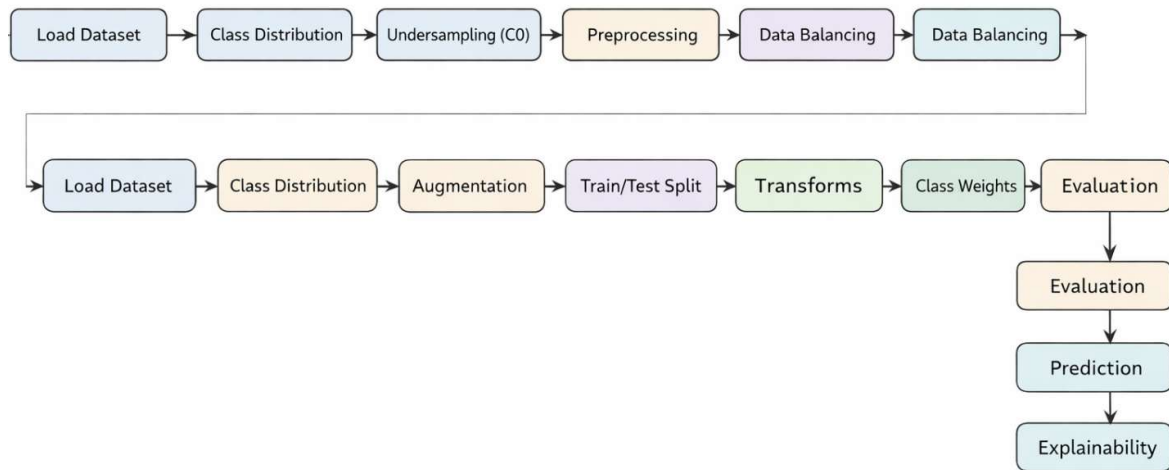 Load Dataset
Class Distribution
Undersampling (C0)
Preprocessing
Data Balancing
Data Balancing
Load Dataset
Class Distribution
Augmentation
Train/Test Split
Transforms
Class Weights
Evaluation
Evaluation
Prediction
Explainability